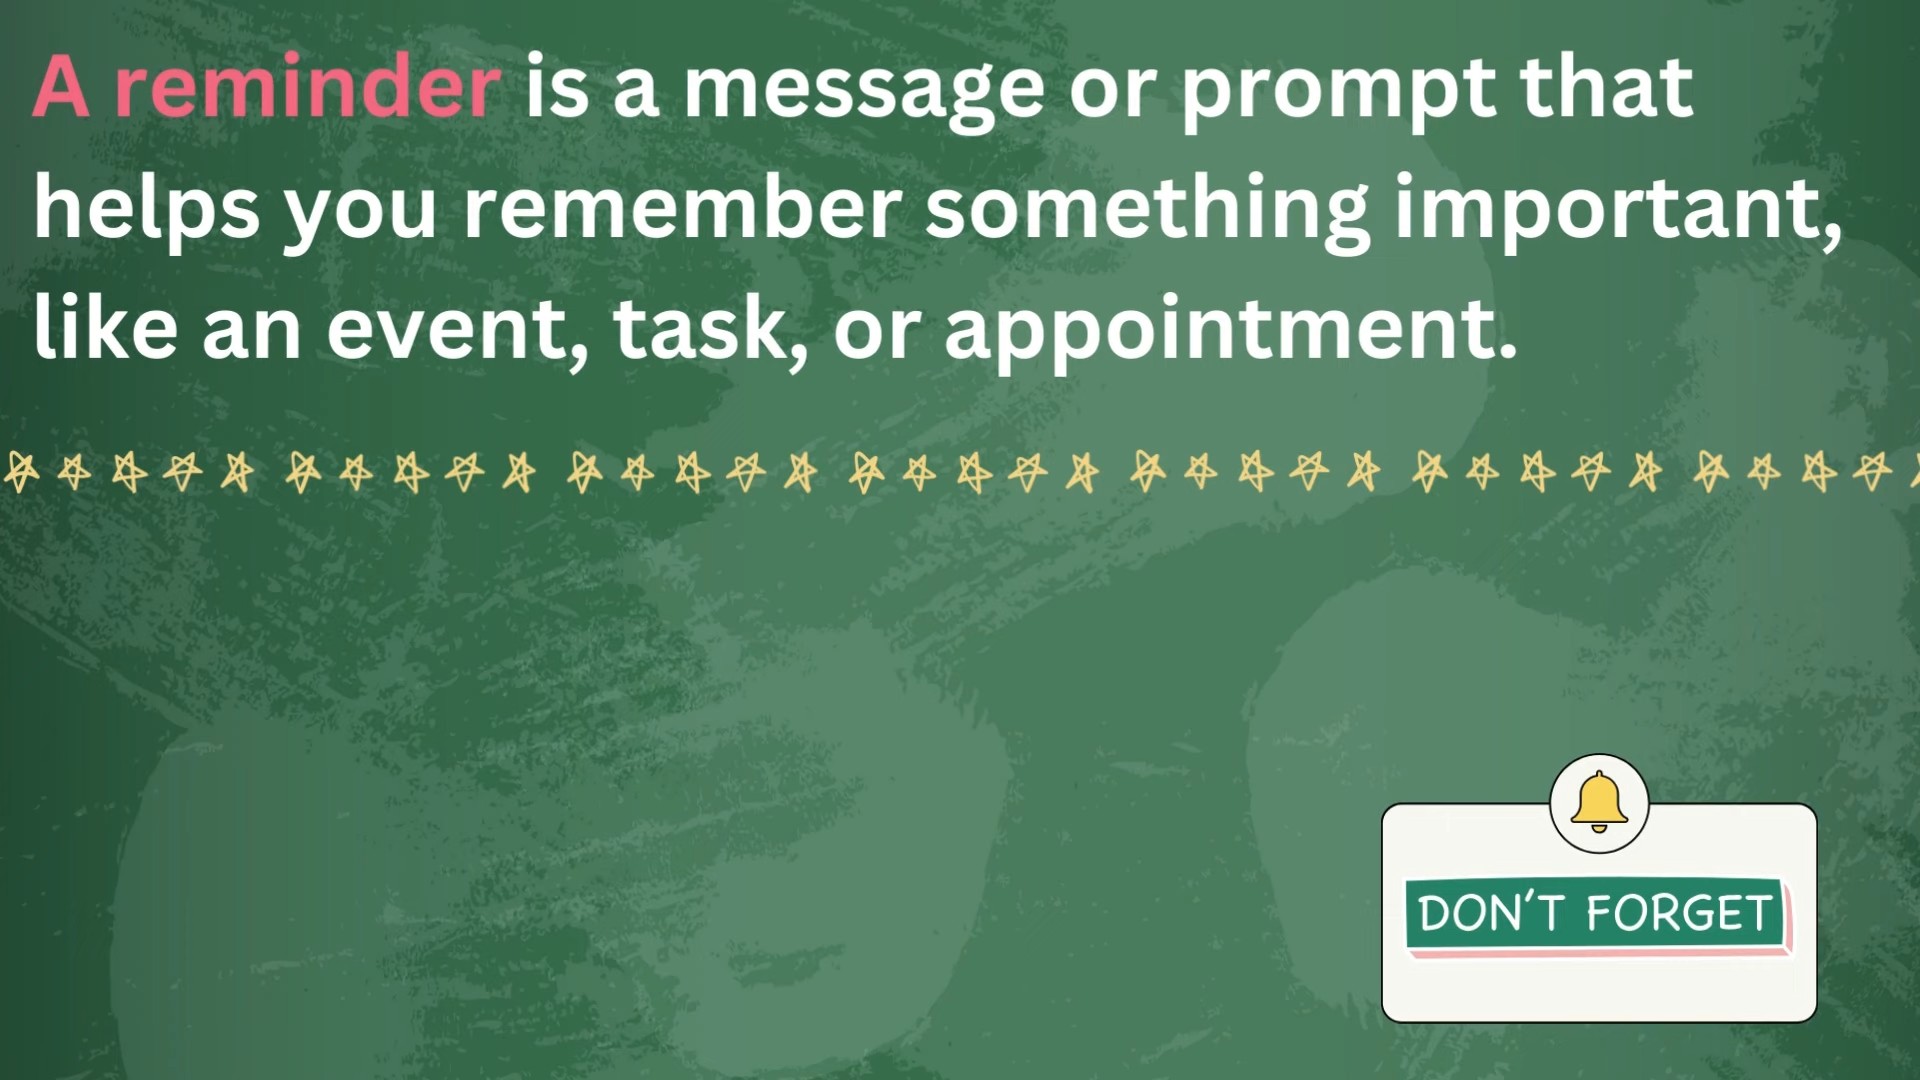 A reminder is a message or prompt that
helps you remember something important,
like an event, task, or appointment.
DON'T FORGET